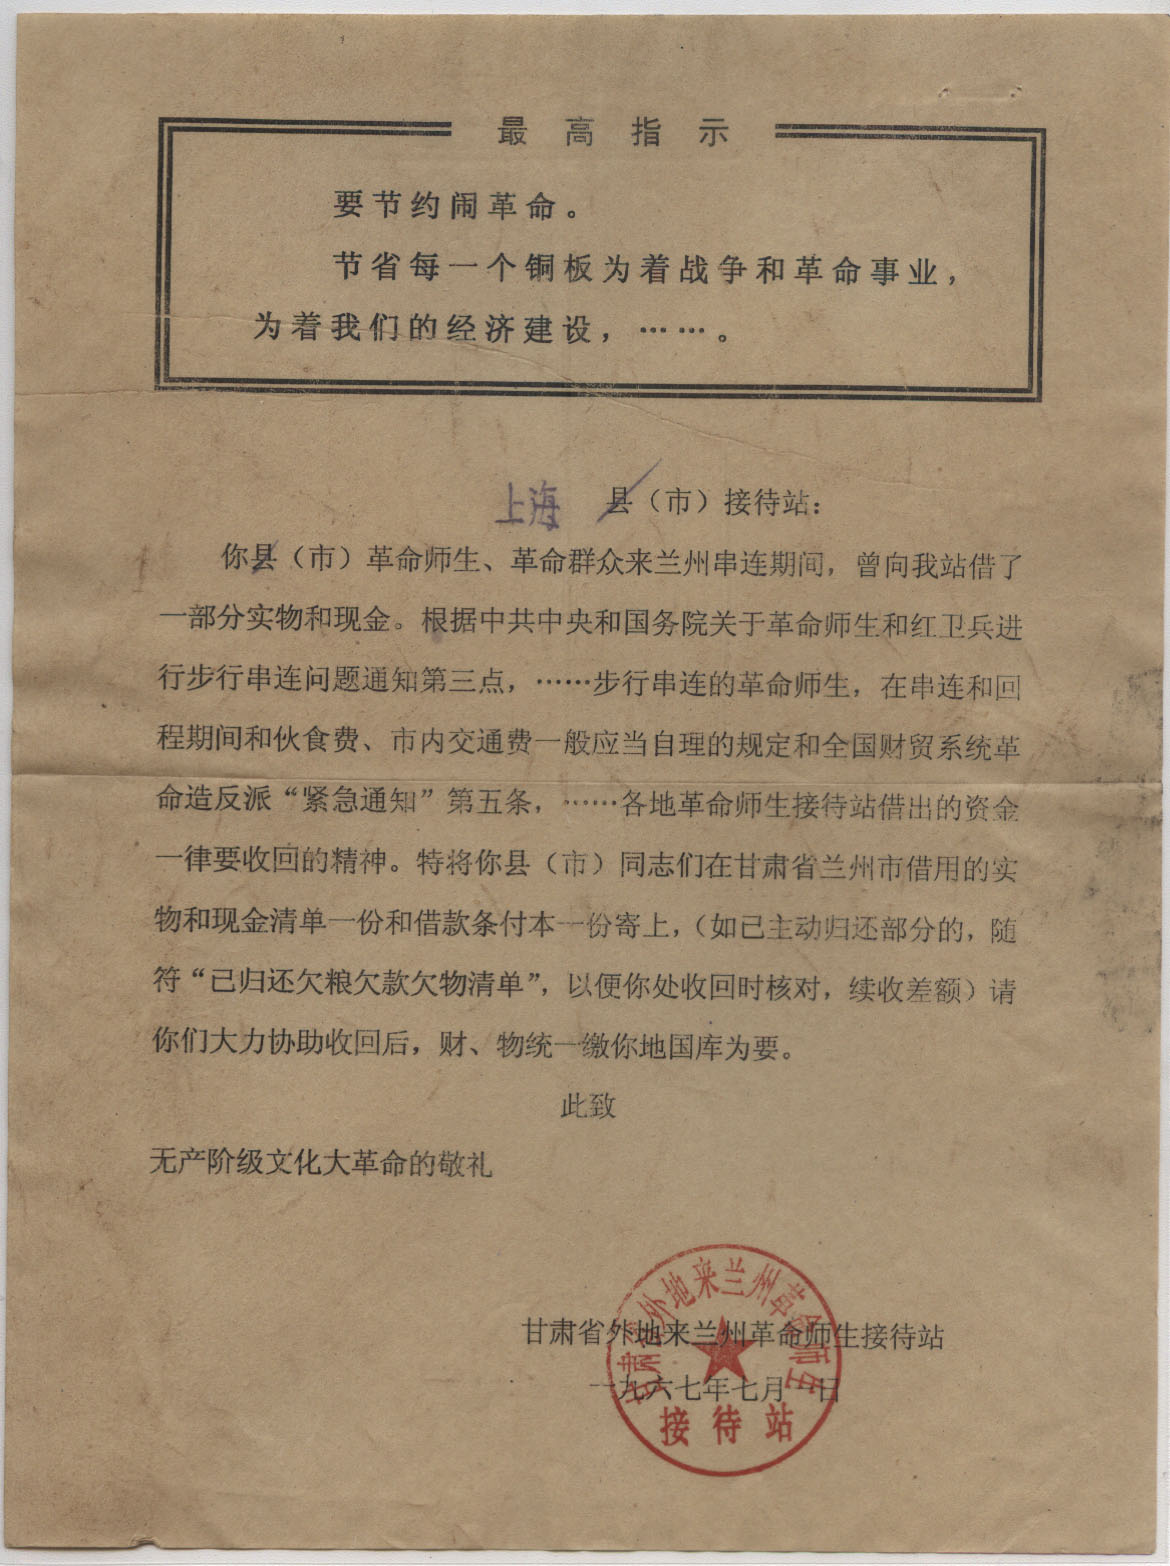 最高指示
要节约闹革命。
节省每一个铜板为着战争和革命事业，
为着我们的经济建设，……。
上海 县（市）接待站：
你县（市）革命师生、革命群众来兰州串连期间，曾向我站借了
一部分实物和现金。根据中共中央和国务院关于革命师生和红卫兵进
行步行串连问题通知第三点，……步行串连的革命师生，在串连和回
程期间和伙食费、市内交通费一般应当自理的规定和全国财贸系统革
命造反派“紧急通知”第五条，……各地革命师生接待站借出的资金
一律要收回的精神。特将你县（市）同志们在甘肃省兰州市借用的实
物和现金清单一份和借款条付本一份寄上，（如已主动归还部分的，随
符“已归还欠粮欠款欠物清单”，以便你处收回时核对，续收差额）请
你们大力协助收回后，财、物统一缴你地国库为要。
此致
无产阶级文化大革命的敬礼
甘肃省外地来兰州革命师生接待站
一九六七年七月 日
甘肃省外地来兰州革命师生
接待站